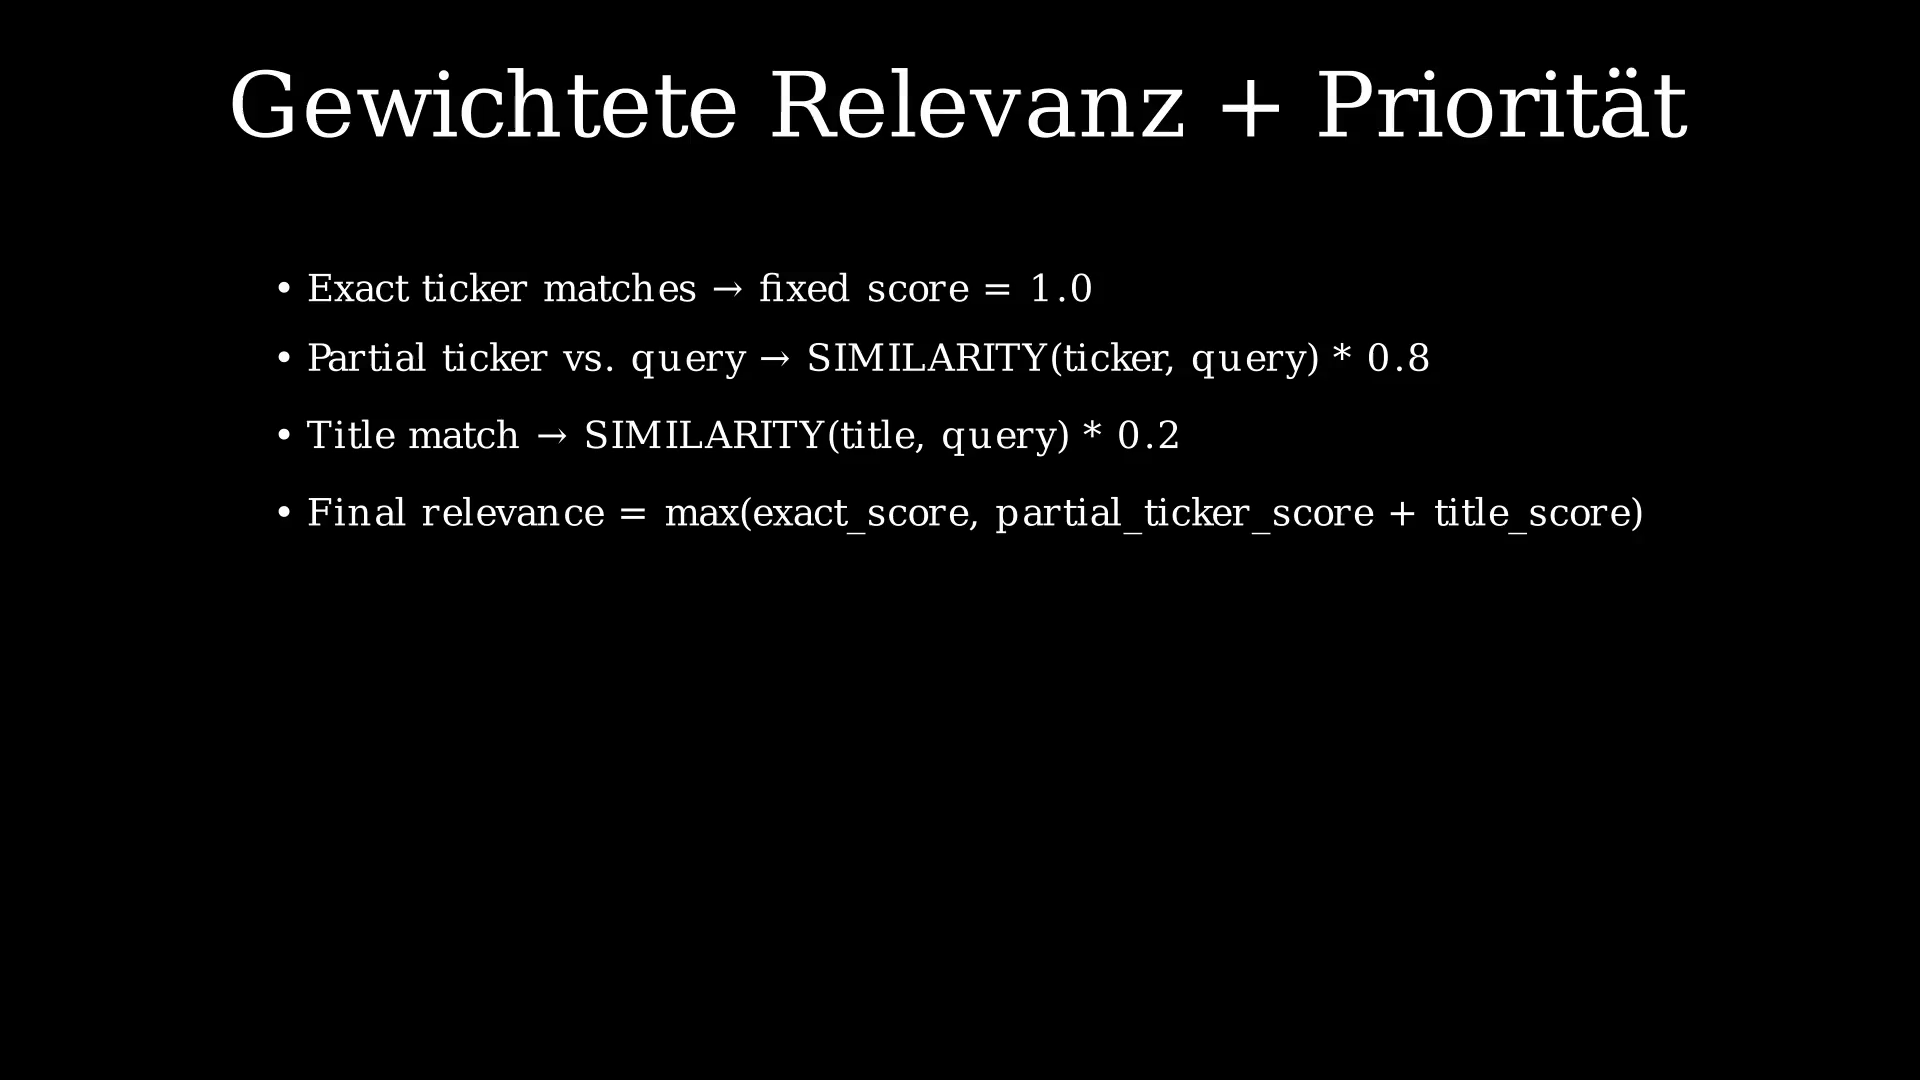 Gewichtete Relevanz + Priorität
• Exact ticker matches → fixed score = 1.0
• Partial ticker vs. query → SIMILARITY(ticker, query) * 0.8
• Title match → SIMILARITY(title, query) * 0.2
• Final relevance = max(exact_score, partial_ticker_score + title_score)